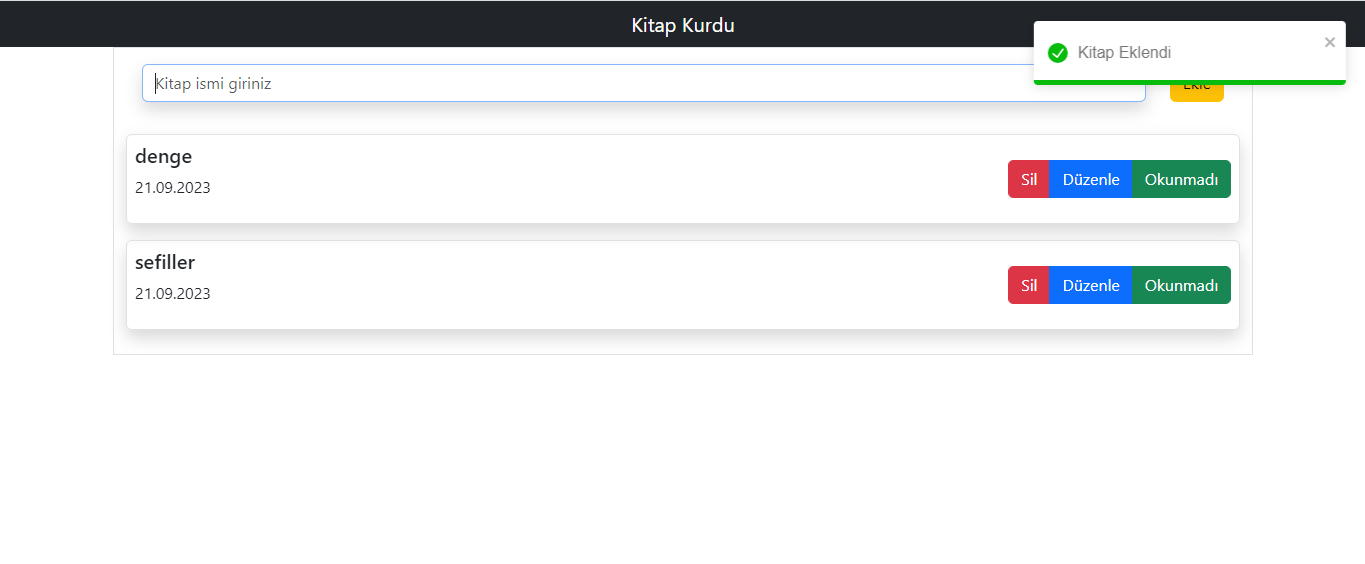 Kitap Kurdu
Kitap Eklendi
Kitap ismi giriniz
Ekle
denge
21.09.2023
Sil Düzenle Okunmadı
sefiller
21.09.2023
Sil Düzenle Okunmadı